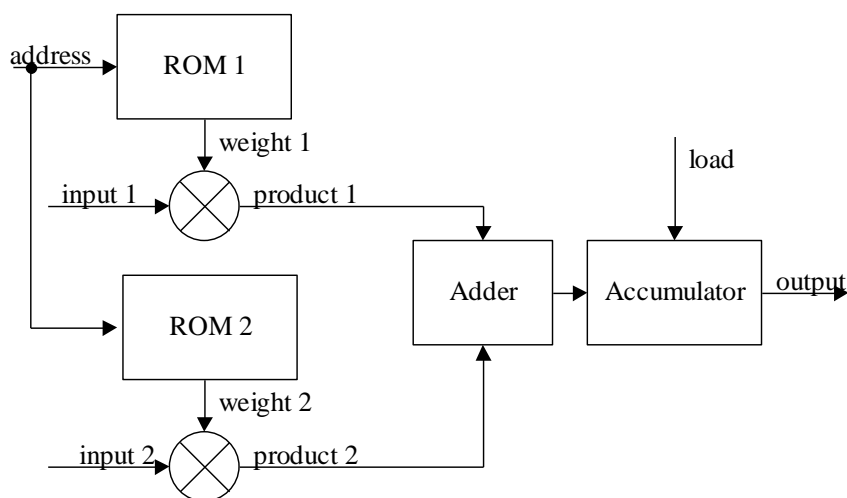 address
ROM 1
weight 1
load
input 1
product 1
Adder
Accumulator
output
ROM 2
weight 2
input 2
product 2